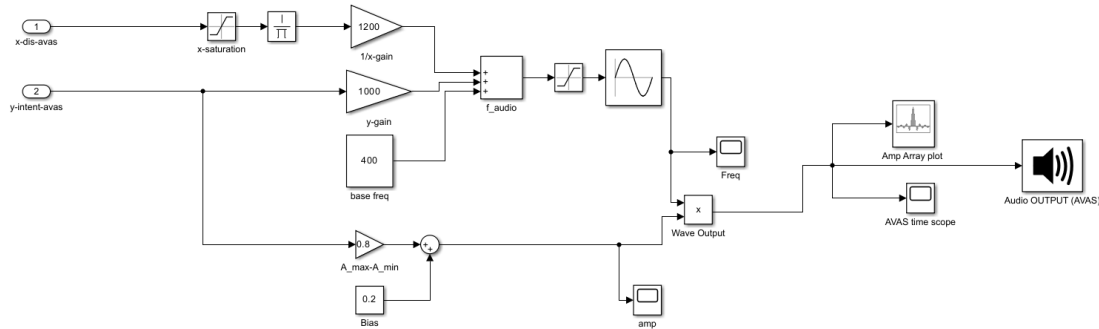 1
x-dis-avas
x-saturation
1
∏
1200
1/x-gain
2
y-intent-avas
1000
y-gain
400
base freq
+
+
+
f_audio
Freq
x
Wave Output
Amp Array plot
AVAS time scope
Audio OUTPUT (AVAS)
0.8
A_max-A_min
+
+
0.2
Bias
amp